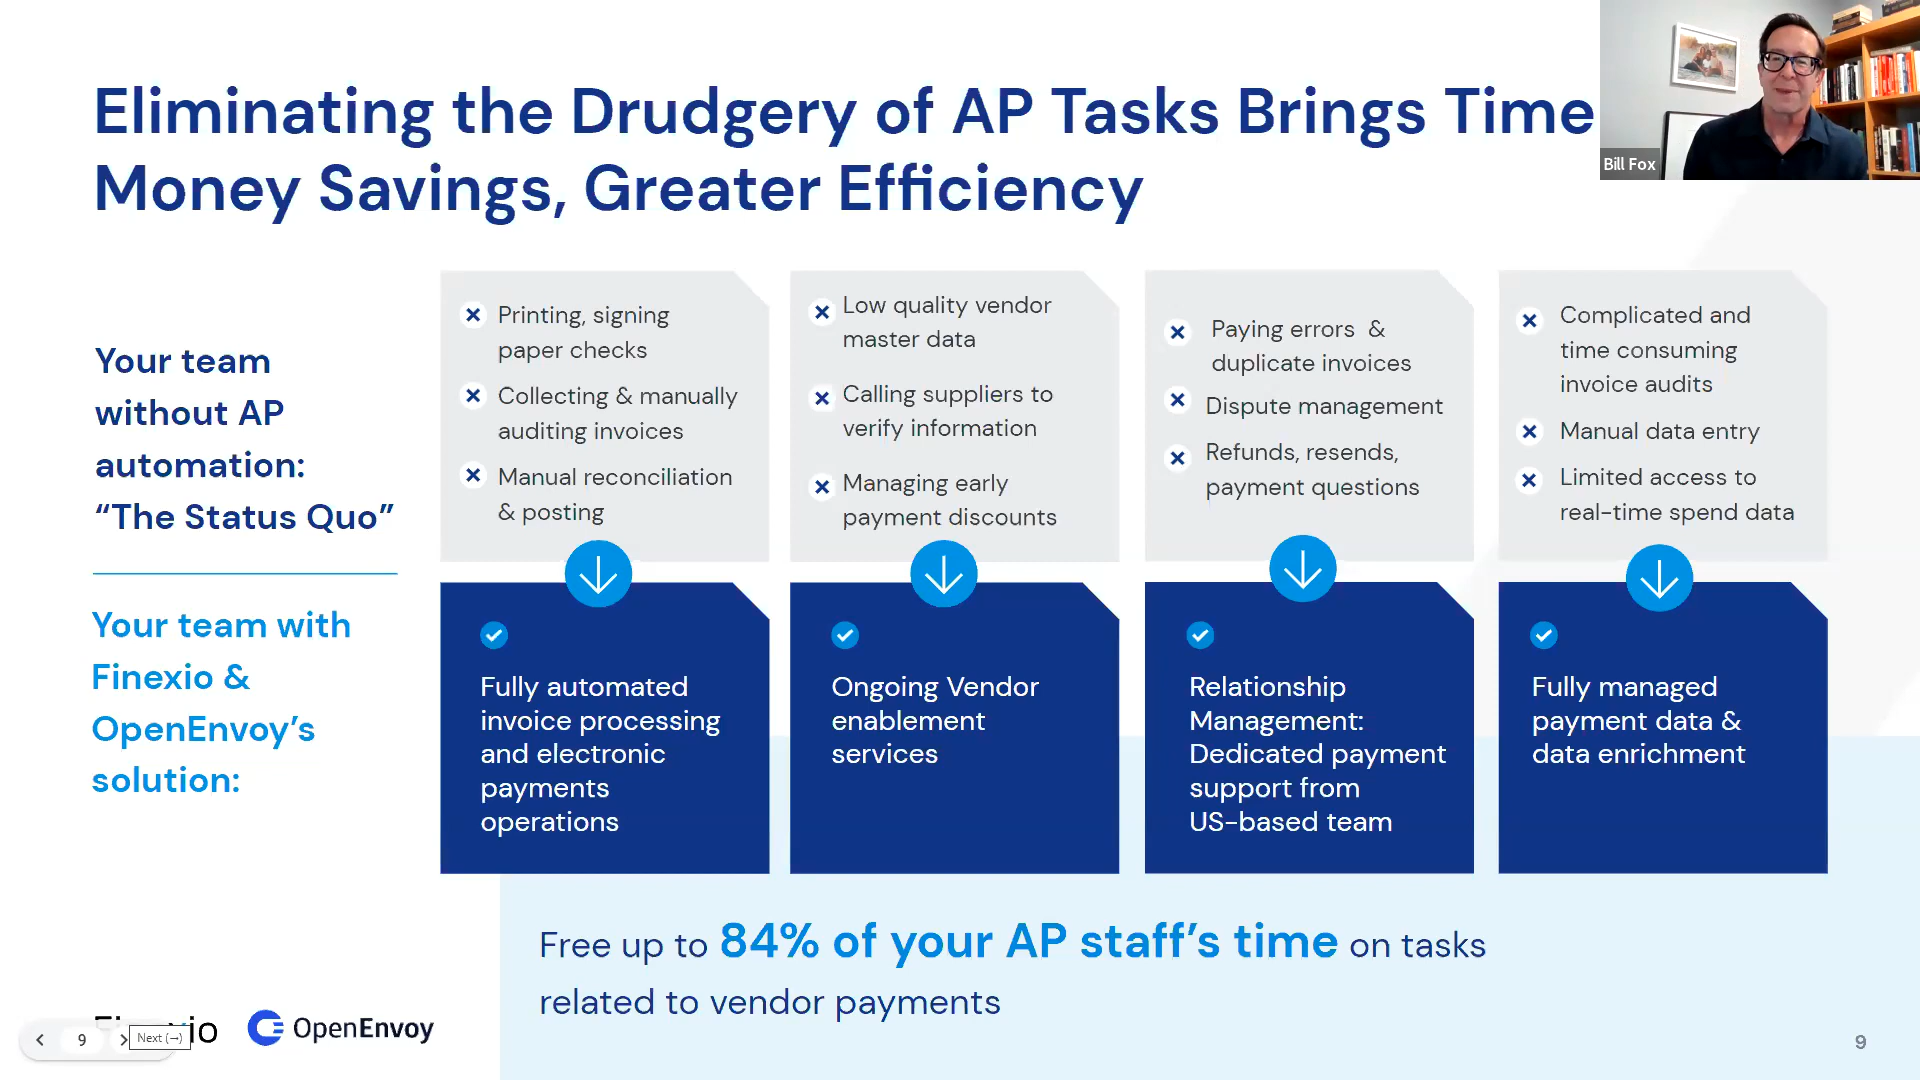 Eliminating the Drudgery of AP Tasks Brings Time
Money Savings, Greater Efficiency
Bill Fox
Your team
without AP
automation:
“The Status Quo”
Printing, signing
paper checks
Collecting & manually
auditing invoices
Manual reconciliation
& posting
Low quality vendor
master data
Calling suppliers to
verify information
Managing early
payment discounts
Paying errors &
duplicate invoices
Dispute management
Refunds, resends,
payment questions
Complicated and
time consuming
invoice audits
Manual data entry
Limited access to
real-time spend data
Your team with
Finexio &
OpenEnvoy’s
solution:
Fully automated
invoice processing
and electronic
payments
operations
Ongoing Vendor
enablement
services
Relationship
Management:
Dedicated payment
support from
US-based team
Fully managed
payment data &
data enrichment
Free up to 84% of your AP staff’s time on tasks
related to vendor payments
9
Next (→)
OpenEnvoy
9